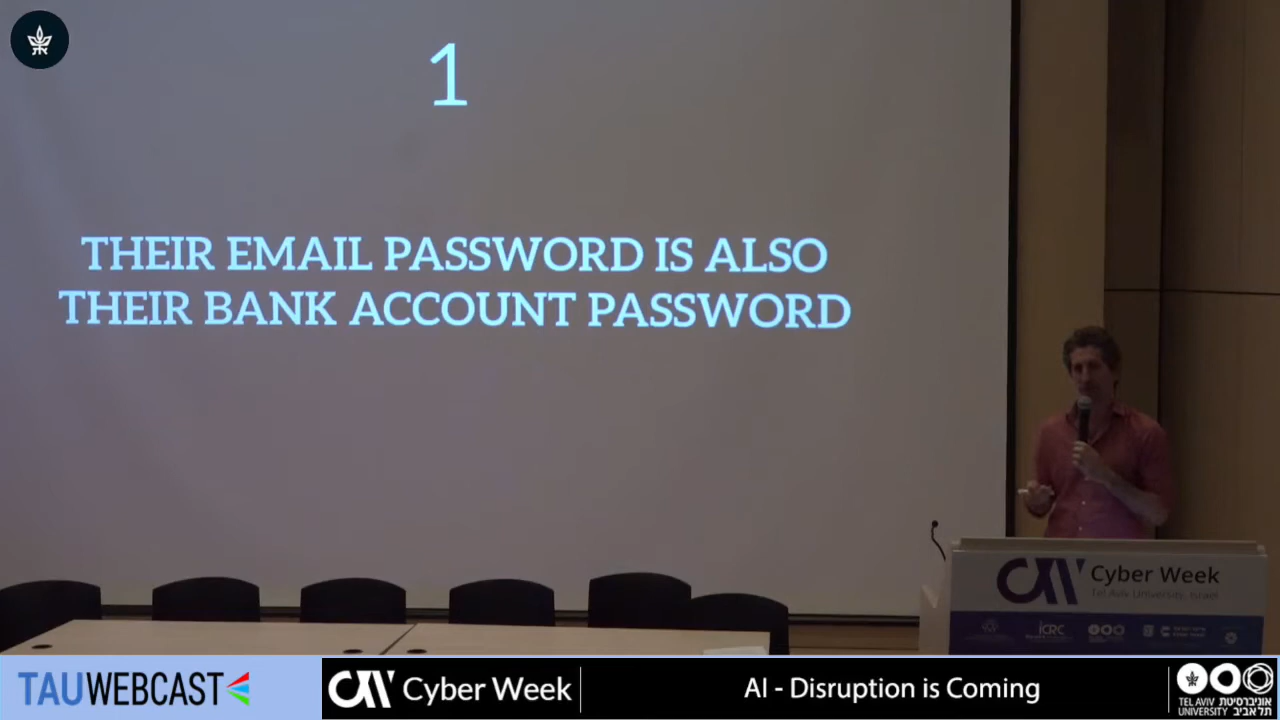 1
THEIR EMAIL PASSWORD IS ALSO
THEIR BANK ACCOUNT PASSWORD
Cyber Week
Tel Aviv University, Israel
ICRC
TAUWEBCAST
Cyber Week
AI - Disruption is Coming
TEL AVIV אוניברסיטת
UNIVERSITY תל אביב